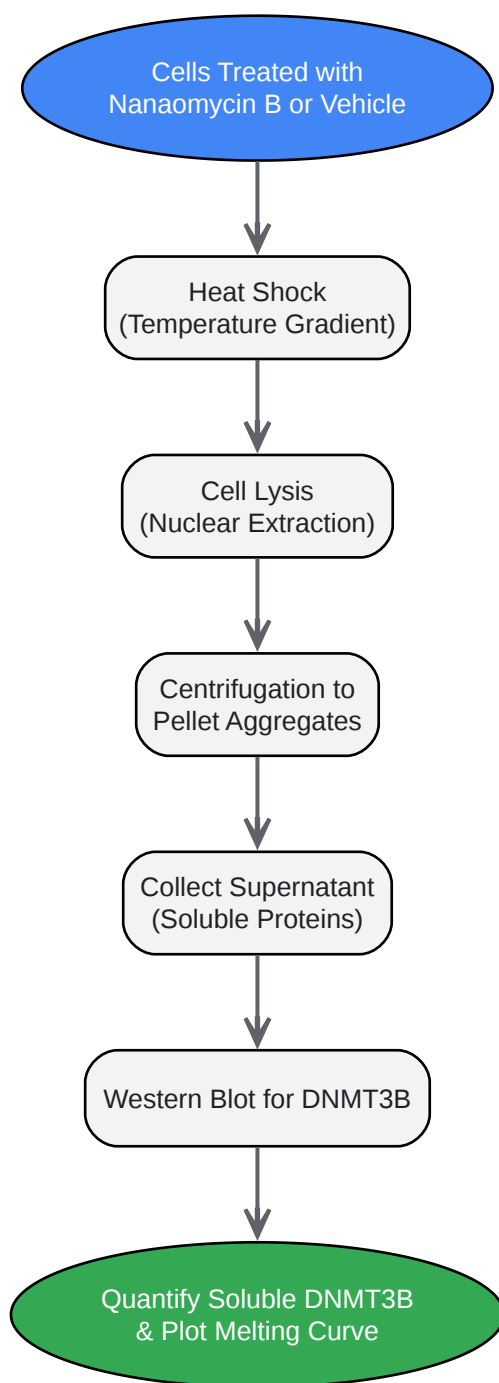 Cells Treated with
Nanaomycin B or Vehicle
Heat Shock
(Temperature Gradient)
Cell Lysis
(Nuclear Extraction)
Centrifugation to
Pellet Aggregates
Collect Supernatant
(Soluble Proteins)
Western Blot for DNMT3B
Quantify Soluble DNMT3B
& Plot Melting Curve